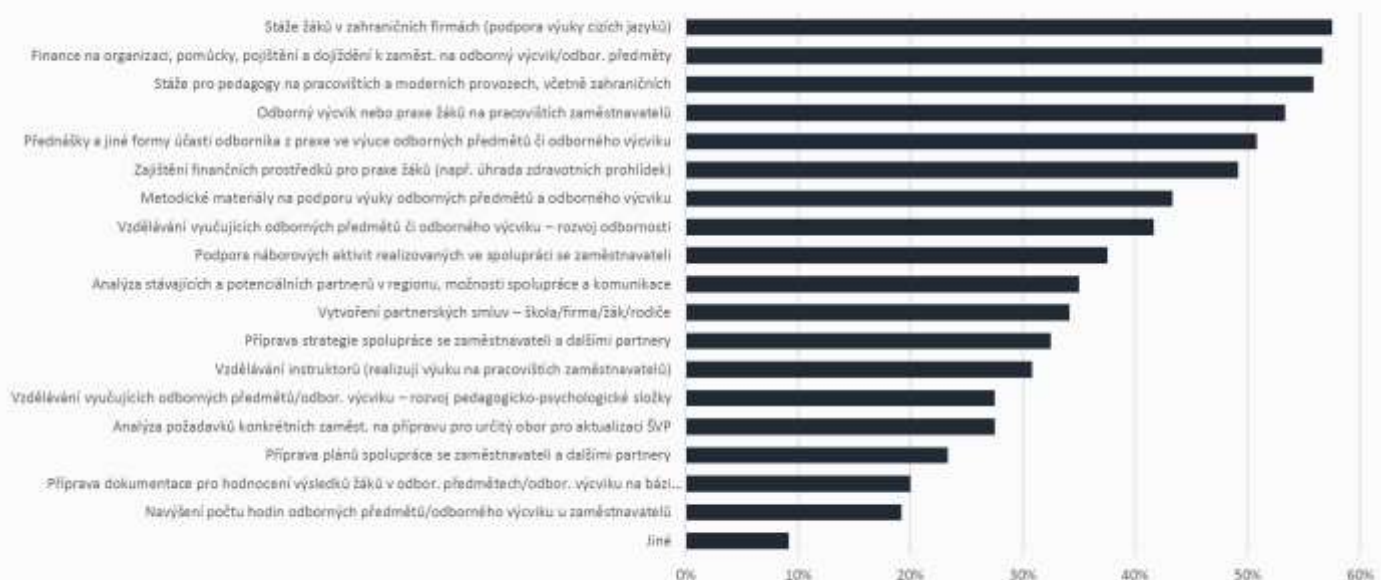 Stáže žáků v zahraničních firmách (podpora výuky cizích jazyků)
Finance na organizaci, pomůcky, pojištění a dojíždění k zaměst. na odborný výcvik/odbor. předměty
Stáže pro pedagogy na pracovištích a moderních provozech, včetně zahraničních
Odborný výcvik nebo praxe žáků na pracovištích zaměstnavatelů
Přednášky a jiné formy účasti odborníka z praxe ve výuce odborných předmětů či odborného výcviku
Zajištění finančních prostředků pro praxe žáků (např. úhrada zdravotních prohlídek)
Metodické materiály na podporu výuky odborných předmětů a odborného výcviku
Vzdělávání vyučujících odborných předmětů či odborného výcviku – rozvoj odbornosti
Podpora náborových aktivit realizovaných ve spolupráci se zaměstnavateli
Analýza stávajících a potenciálních partnerů v regionu, možnosti spolupráce a komunikace
Vytvoření partnerských smluv – škola/firma/žák/rodiče
Příprava strategie spolupráce se zaměstnavateli a dalšími partnery
Vzdělávání instruktorů (realizují výuku na pracovištích zaměstnavatelů)
Vzdělávání vyučujících odborných předmětů/odbor. výcviku – rozvoj pedagogicko-psychologické složky
Analýza požadavků konkrétních zaměst. na přípravu pro určitý obor pro aktualizaci ŠVP
Příprava plánů spolupráce se zaměstnavateli a dalšími partnery
Příprava dokumentace pro hodnocení výsledků žáků v odbor. předmětech/odbor. výcviku na bázi...
Navýšení počtu hodin odborných předmětů/odborného výcviku u zaměstnavatelů
Jiné
0% 10% 20% 30% 40% 50% 60%